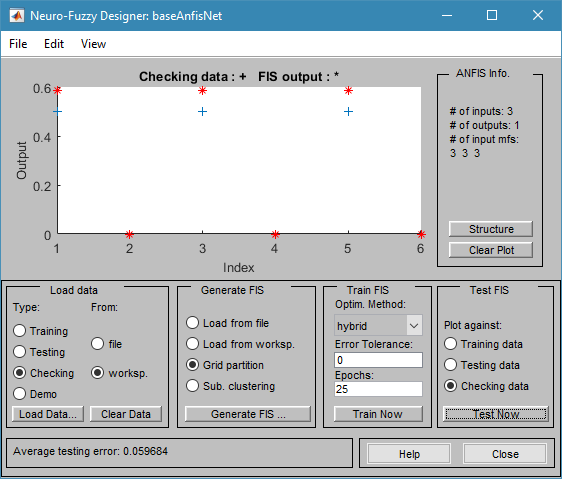 Neuro-Fuzzy Designer: baseAnfisNet
File Edit View
Checking data : + FIS output : *
0.6
0.4
0.2
0
Output
1 2 3 4 5 6
Index
ANFIS Info.
# of inputs: 3
# of outputs: 1
# of input mfs:
3 3 3
Structure
Clear Plot
Load data
Type: From:
Training
Testing
Checking
Demo
file
worksp.
Load Data... Clear Data
Generate FIS
Load from file
Load from worksp.
Grid partition
Sub. clustering
Generate FIS ...
Train FIS
Optim. Method:
hybrid
Error Tolerance:
0
Epochs:
25
Train Now
Test FIS
Plot against:
Training data
Testing data
Checking data
Test Now
Average testing error: 0.059684
Help Close